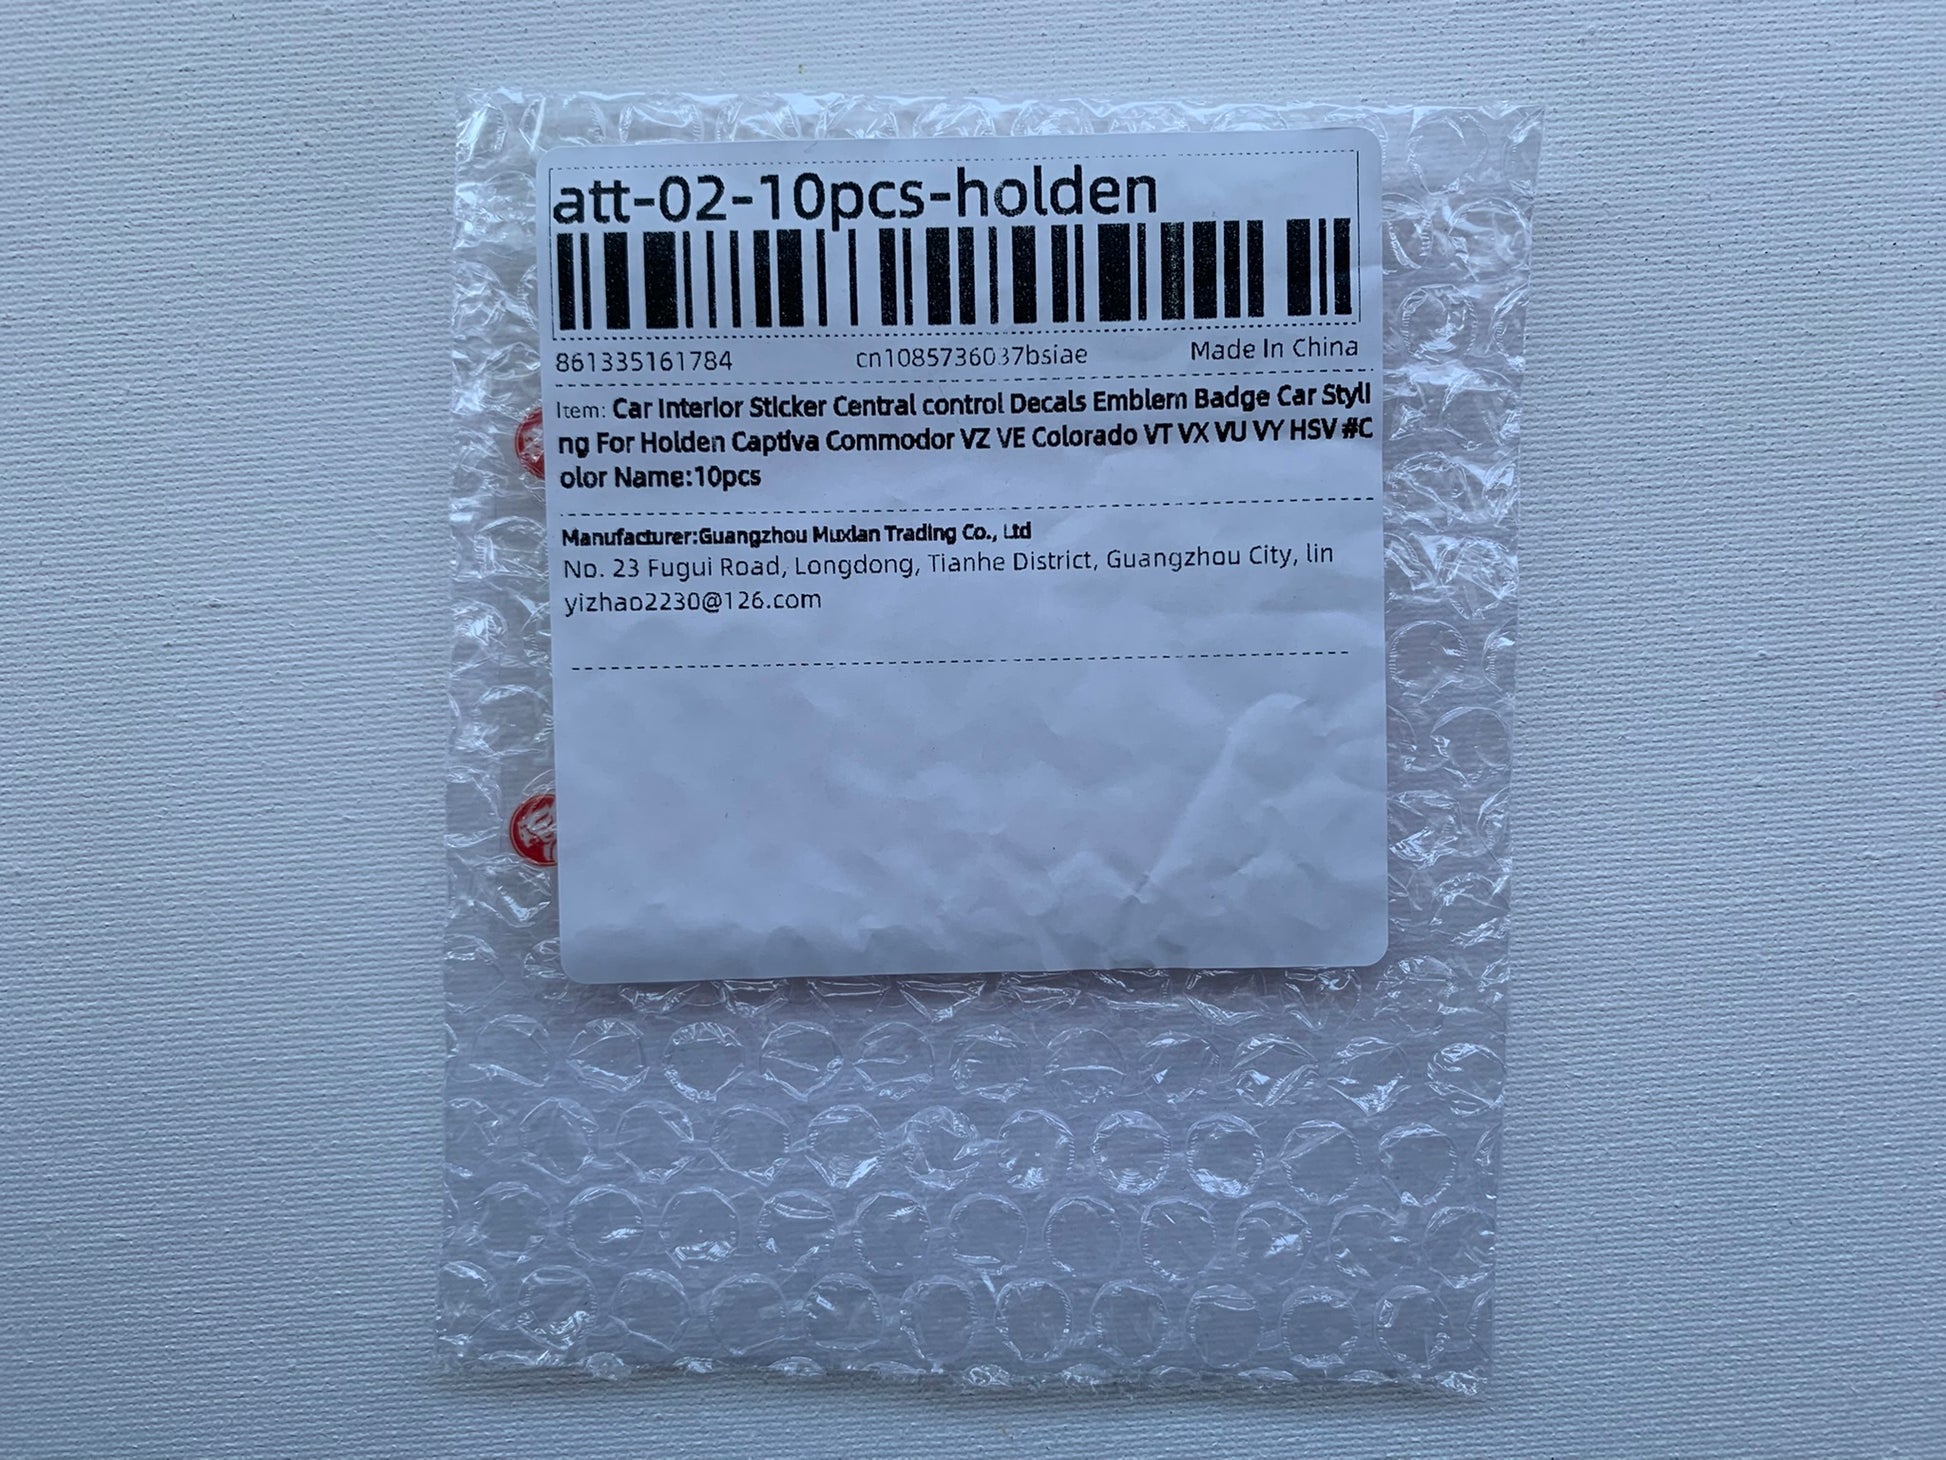 att-02-10pcs-holden
861335161784 cn1085736037bsiae Made In China
Item: Car Interior Sticker Central control Decals Emblem Badge Car Styli
ng For Holden Captiva Commodor VZ VE Colorado VT VX VU VY HSV #C
olor Name:10pcs
Manufacturer:Guangzhou Muxian Trading Co., Ltd
No. 23 Fugui Road, Longdong, Tianhe District, Guangzhou City, lin
yizhao2230@126.com